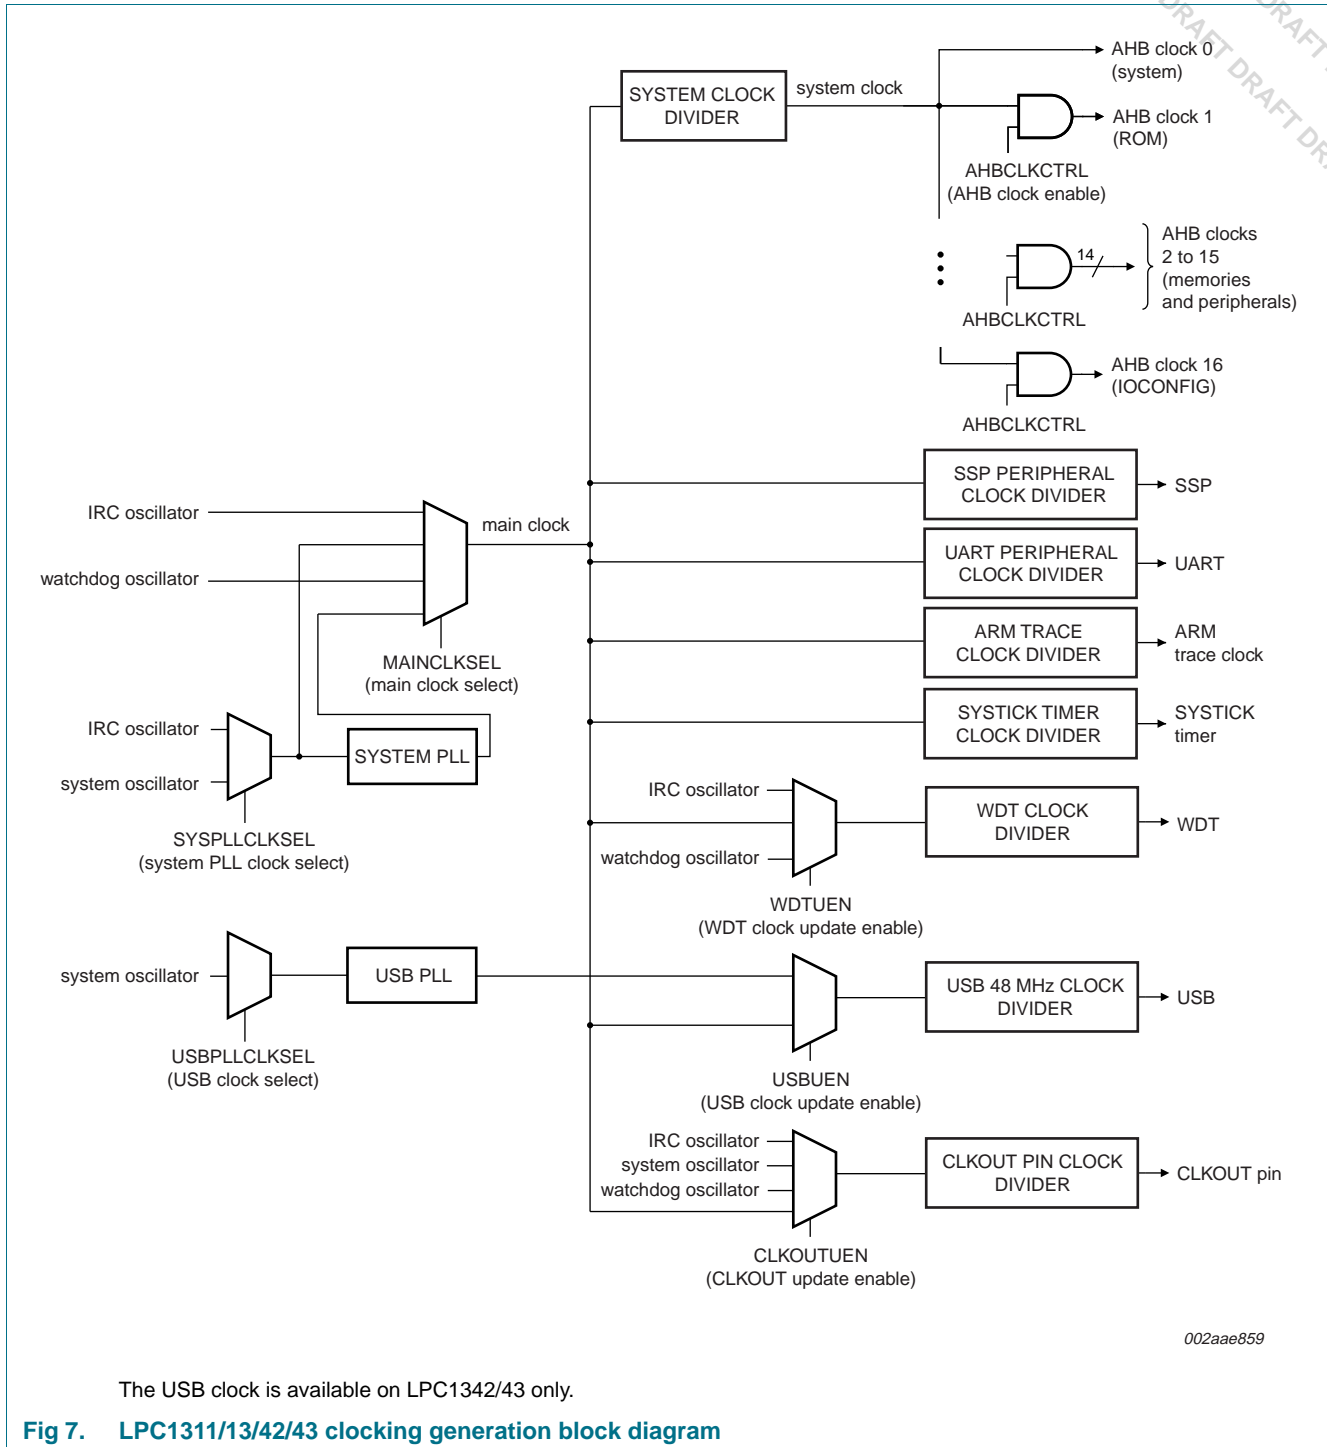 DRAFT DRAFT DRAFT DR
DRAFT DRAFT
SYSTEM CLOCK
DIVIDER
system clock
AHB clock 0
(system)
AHB clock 1
(ROM)
AHBCLKCTRL
(AHB clock enable)
14
AHB clocks
2 to 15
(memories
and peripherals)
AHBCLKCTRL
AHB clock 16
(IOCONFIG)
AHBCLKCTRL
SSP PERIPHERAL
CLOCK DIVIDER
SSP
IRC oscillator
main clock
watchdog oscillator
UART PERIPHERAL
CLOCK DIVIDER
UART
MAINCLKSEL
(main clock select)
ARM TRACE
CLOCK DIVIDER
ARM
trace clock
IRC oscillator
system oscillator
SYSTEM PLL
SYSPLLCLKSEL
(system PLL clock select)
SYSTICK TIMER
CLOCK DIVIDER
SYSTICK
timer
IRC oscillator
watchdog oscillator
WDT CLOCK
DIVIDER
WDT
WDTUEN
(WDT clock update enable)
system oscillator
USB PLL
USBPLLCLKSEL
(USB clock select)
USB 48 MHz CLOCK
DIVIDER
USB
USBUEN
(USB clock update enable)
IRC oscillator
system oscillator
watchdog oscillator
CLKOUT PIN CLOCK
DIVIDER
CLKOUT pin
CLKOUTUEN
(CLKOUT update enable)
002aae859
The USB clock is available on LPC1342/43 only.
Fig 7. LPC1311/13/42/43 clocking generation block diagram